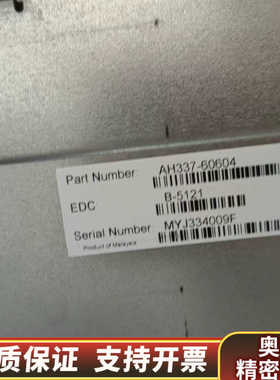 Part Number
AH337-60604
EDC
B-5121
Serial Number
MYJ334009F
Product of Malaysia
质保证 支持开票
奥
精密